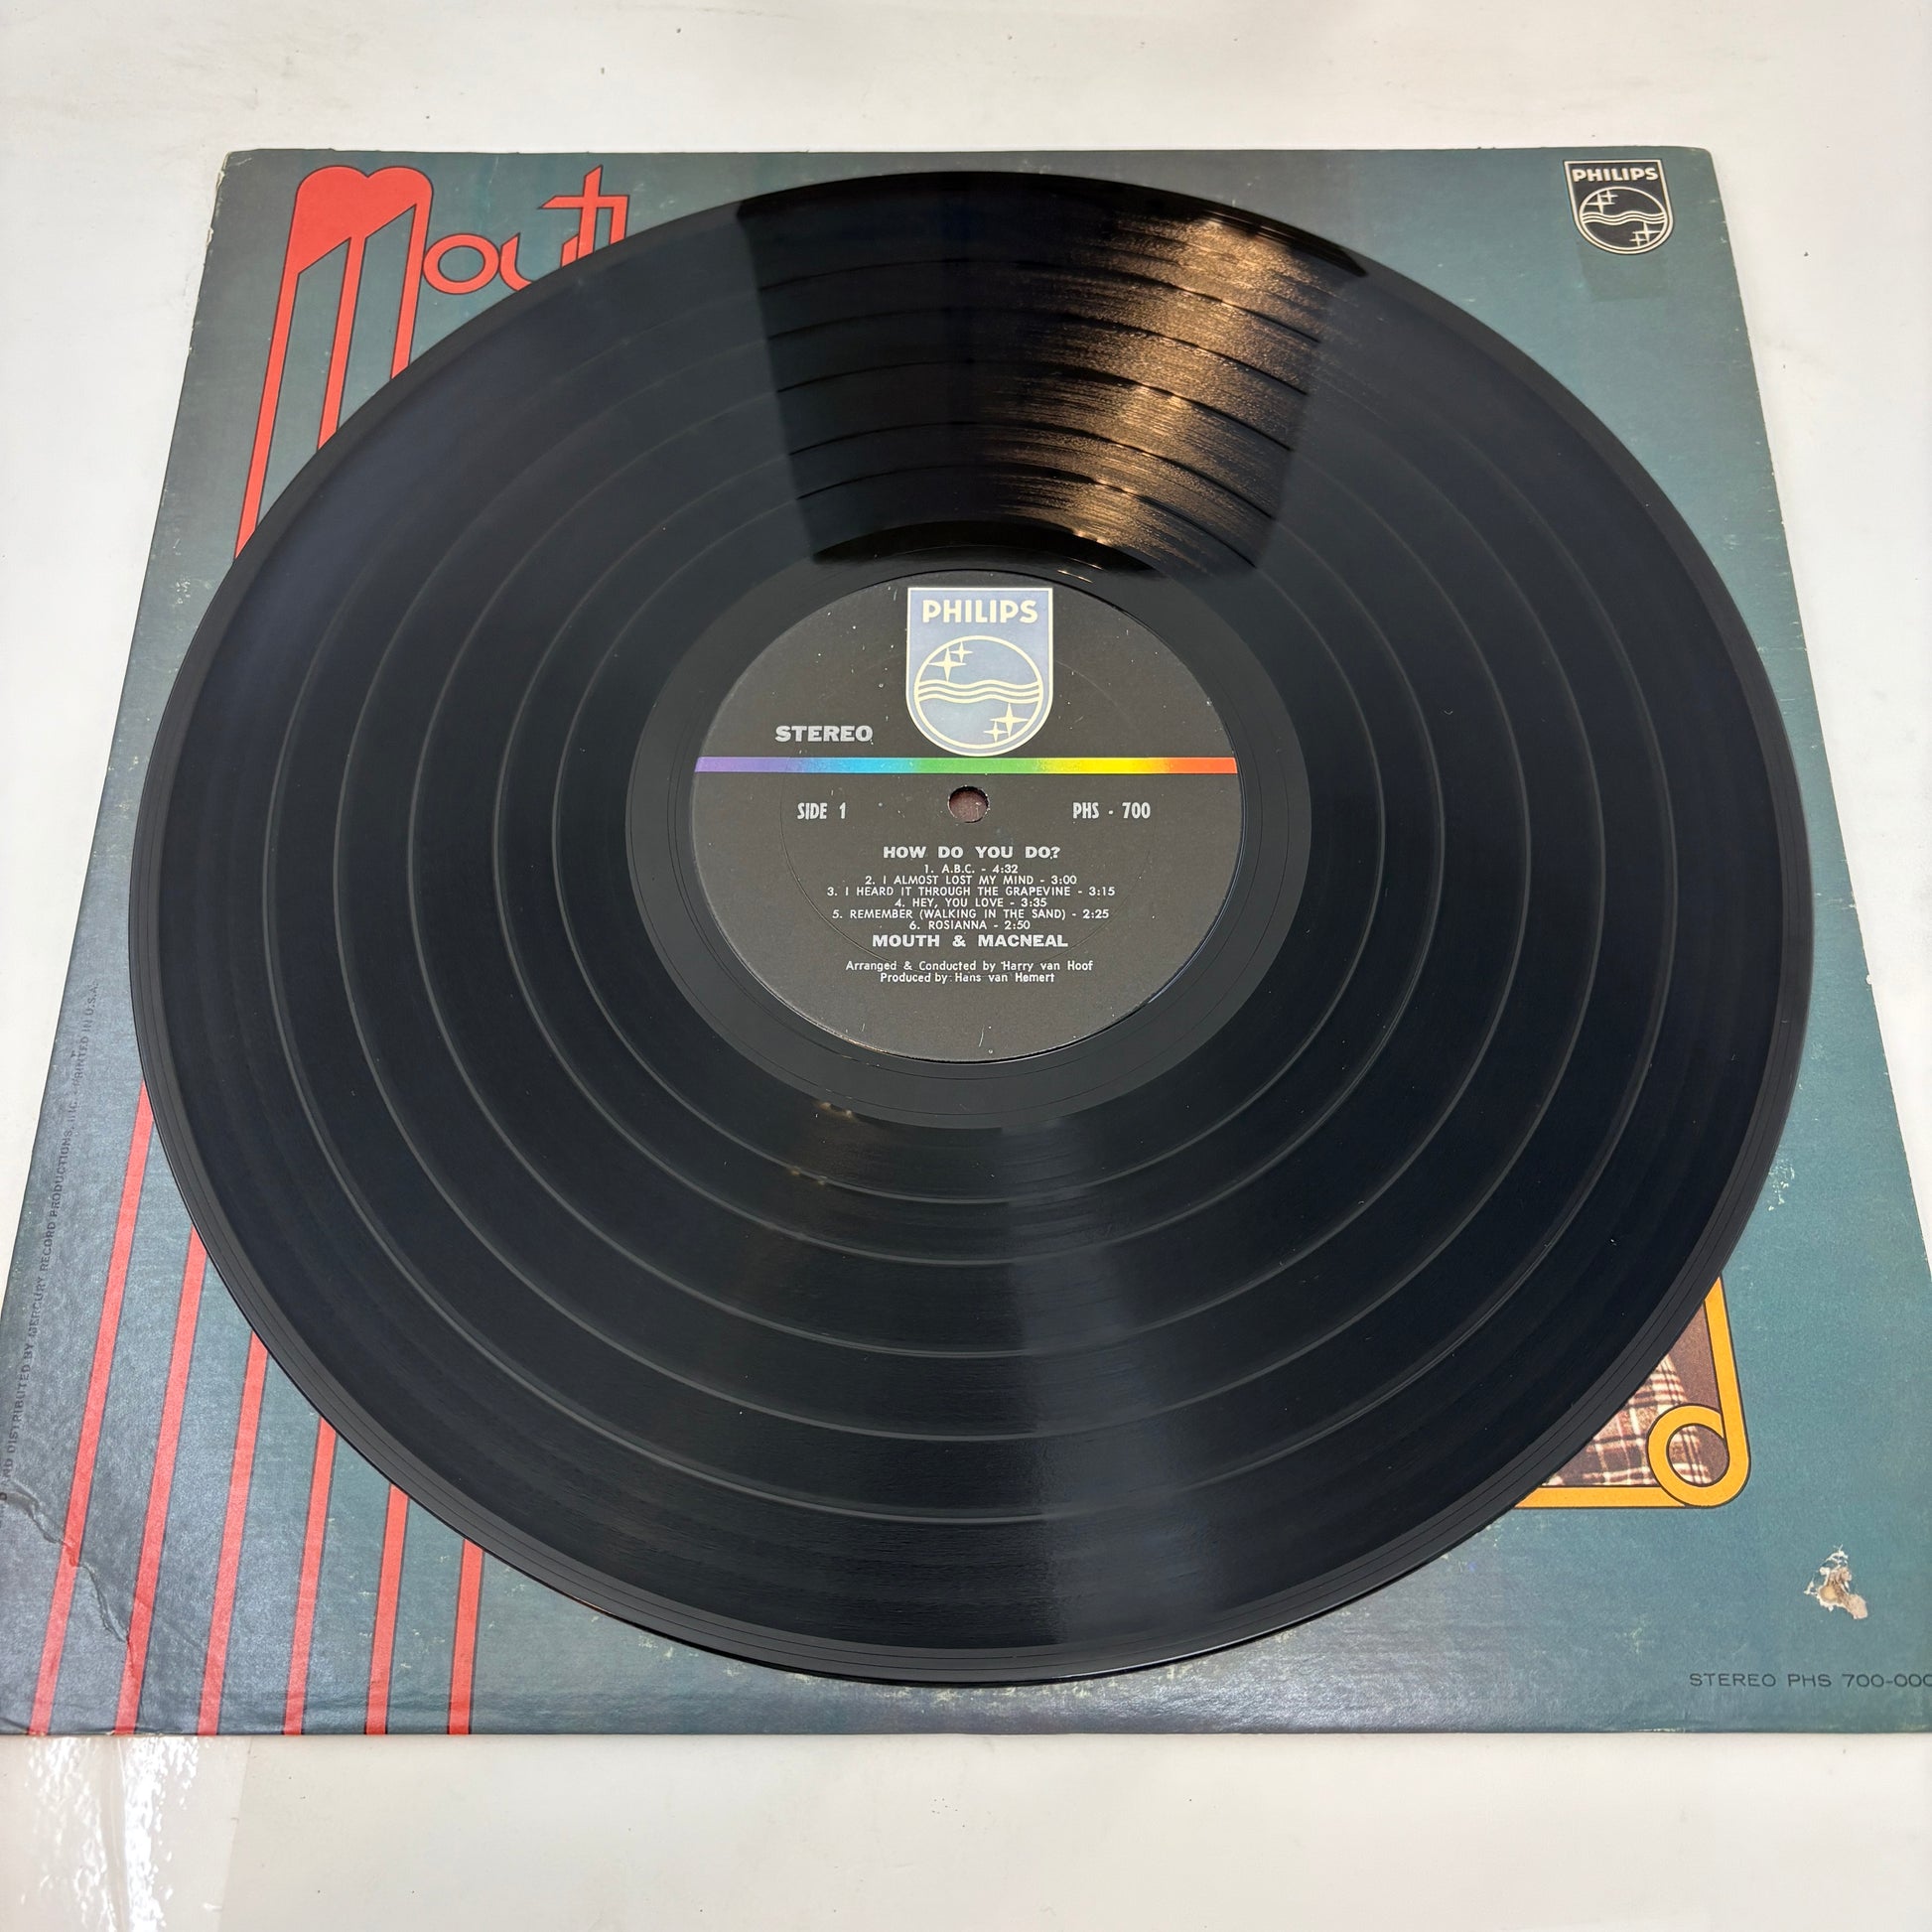 Mouth
PHILIPS
PHILIPS
STEREO
SIDE 1
PHS - 700
HOW DO YOU DO?
1. A.B.C. - 4:32
2. I ALMOST LOST MY MIND - 3:00
3. I HEARD IT THROUGH THE GRAPEVINE - 3:15
4. HEY, YOU LOVE - 3:35
5. REMEMBER (WALKING IN THE SAND) - 2:25
6. ROSIANNA - 2:50
MOUTH & MACNEAL
Arranged & Conducted by Harry van Hoof
Produced by: Hans van Hemert
AND DISTRIBUTED BY MERCURY RECORD PRODUCTIONS, INC. · PRINTED IN U.S.A.
STEREO PHS 700-000